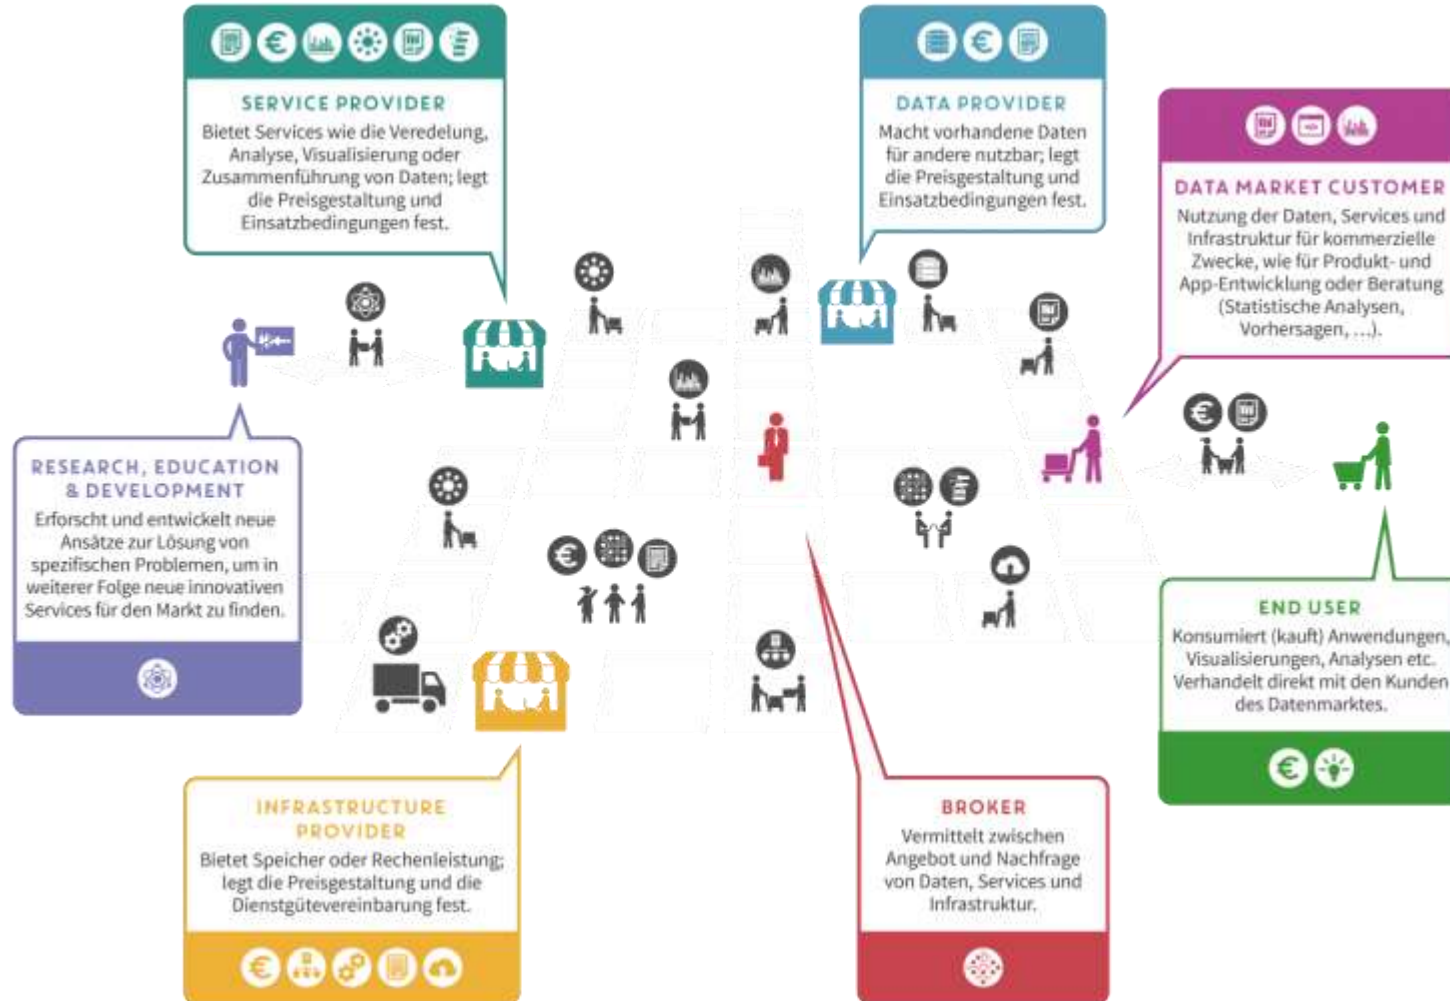 SERVICE PROVIDER
Bietet Services wie die Veredelung,
Analyse, Visualisierung oder
Zusammenführung von Daten; legt
die Preisgestaltung und
Einsatzbedingungen fest.
DATA PROVIDER
Macht vorhandene Daten
für andere nutzbar; legt
die Preisgestaltung und
Einsatzbedingungen fest.
DATA MARKET CUSTOMER
Nutzung der Daten, Services und
Infrastruktur für kommerzielle
Zwecke, wie für Produkt- und
App-Entwicklung oder Beratung
(Statistische Analysen,
Vorhersagen, ...).
RESEARCH, EDUCATION
& DEVELOPMENT
Erforscht und entwickelt neue
Ansätze zur Lösung von
spezifischen Problemen, um in
weiterer Folge neue innovativen
Services für den Markt zu finden.
END USER
Konsumiert (kauft) Anwendungen,
Visualisierungen, Analysen etc.
Verhandelt direkt mit den Kunden
des Datenmarktes.
INFRASTRUCTURE
PROVIDER
Bietet Speicher oder Rechenleistung;
legt die Preisgestaltung und die
Dienstgütevereinbarung fest.
BROKER
Vermittelt zwischen
Angebot und Nachfrage
von Daten, Services und
Infrastruktur.